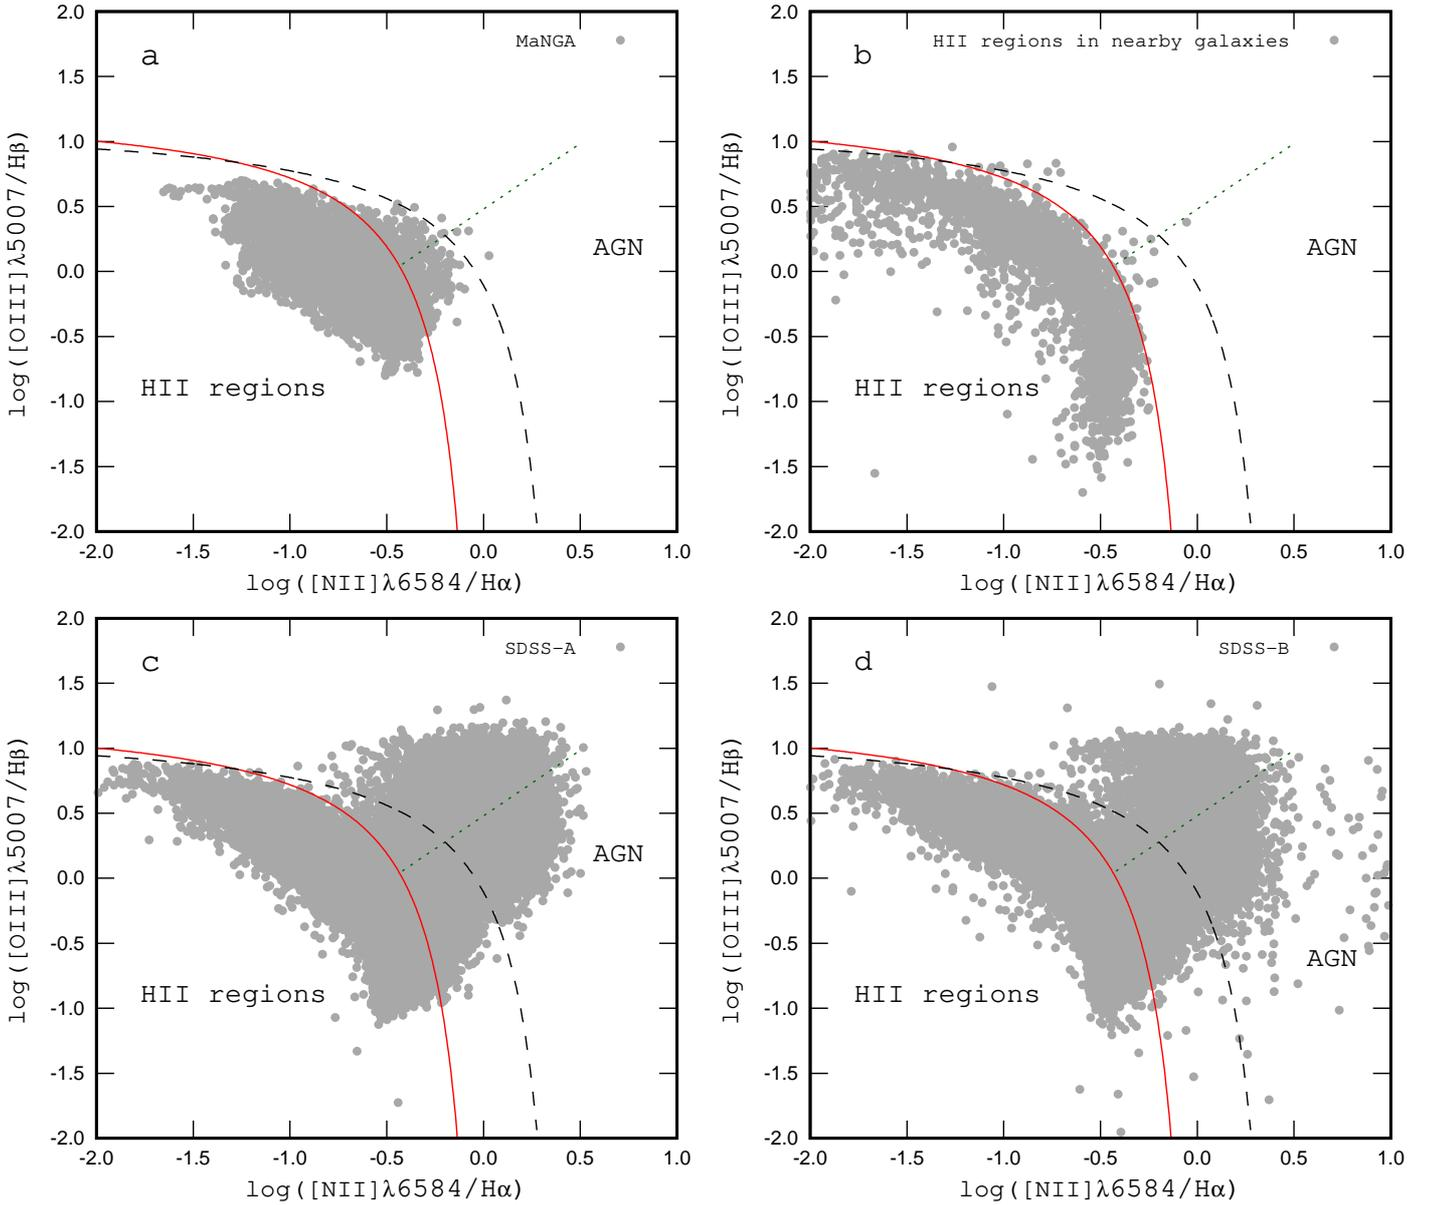 a
MaNGA
2.0
1.5
1.0
0.5
0.0
-0.5
-1.0
-1.5
-2.0
log([OIII]λ5007/Hβ)
AGN
HII regions
-2.0 -1.5 -1.0 -0.5 0.0 0.5 1.0
log([NII]λ6584/Hα)
b
HII regions in nearby galaxies
2.0
1.5
1.0
0.5
0.0
-0.5
-1.0
-1.5
-2.0
log([OIII]λ5007/Hβ)
AGN
HII regions
-2.0 -1.5 -1.0 -0.5 0.0 0.5 1.0
log([NII]λ6584/Hα)
c
SDSS-A
2.0
1.5
1.0
0.5
0.0
-0.5
-1.0
-1.5
-2.0
log([OIII]λ5007/Hβ)
AGN
HII regions
-2.0 -1.5 -1.0 -0.5 0.0 0.5 1.0
log([NII]λ6584/Hα)
d
SDSS-B
2.0
1.5
1.0
0.5
0.0
-0.5
-1.0
-1.5
-2.0
log([OIII]λ5007/Hβ)
AGN
HII regions
-2.0 -1.5 -1.0 -0.5 0.0 0.5 1.0
log([NII]λ6584/Hα)